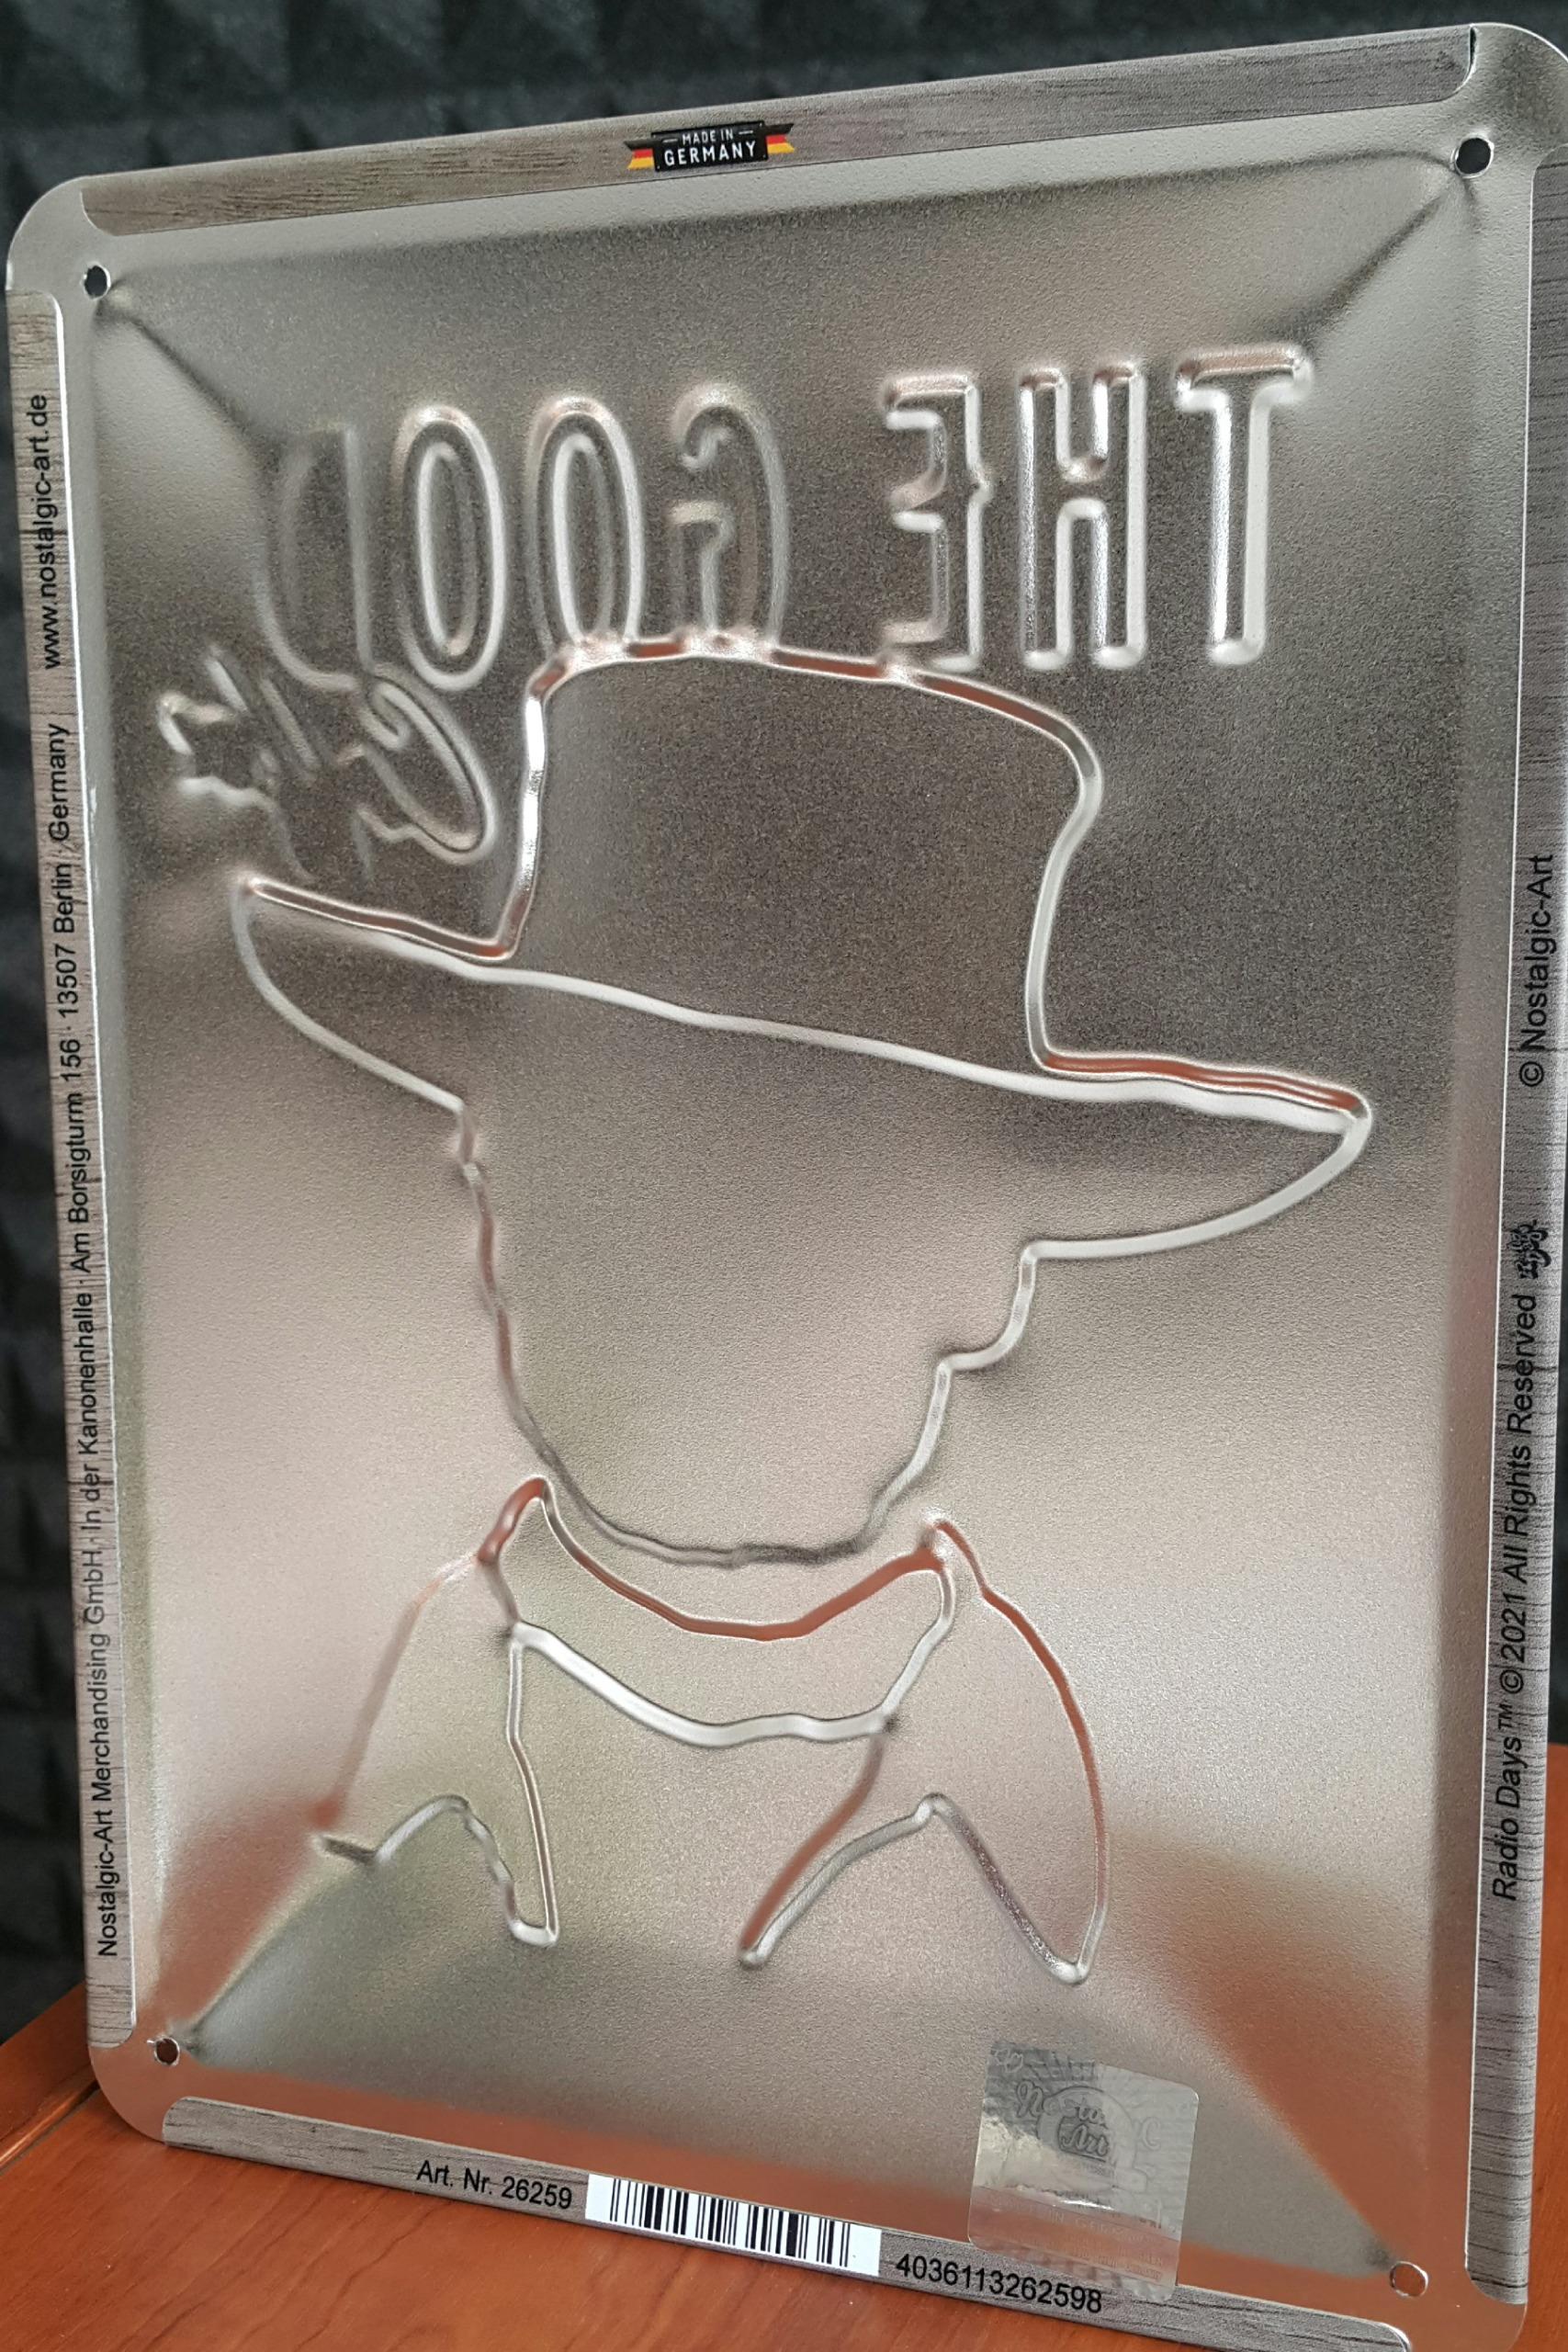 MADE IN
GERMANY
THE GOOD
G
www.nostalgic-art.de
Nostalgic-Art Merchandising GmbH · In der Kanonenhalle · Am Borsigturm 156 · 13507 Berlin / Germany
© Nostalgic-Art
Radio Days™ © 2021 All Rights Reserved
Art. Nr. 26259
4036113262598
Art